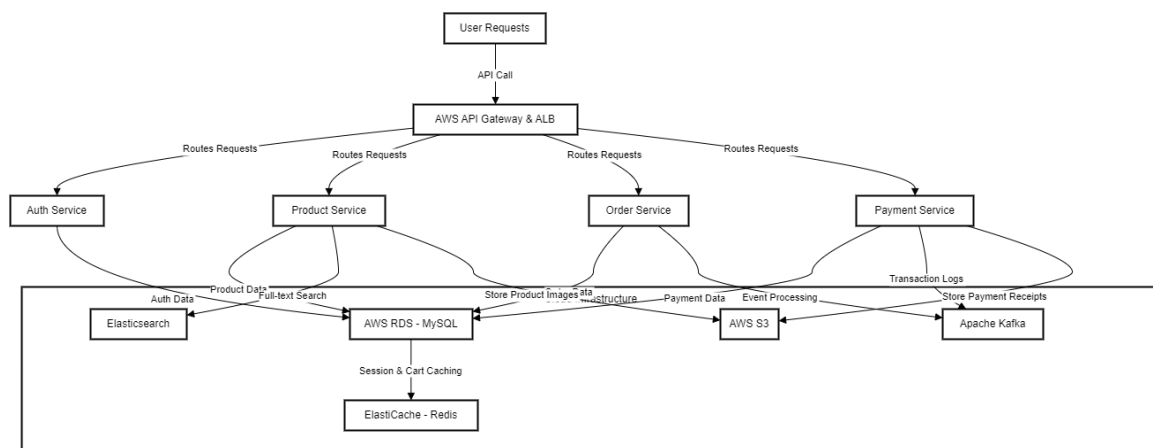 User Requests
API Call
AWS API Gateway & ALB
Routes Requests
Routes Requests
Routes Requests
Routes Requests
Auth Service
Product Service
Order Service
Payment Service
Transaction Logs
Product Data
Data
Auth Data
Full-text Search
Store Product Images
Payment Data
Event Processing
Store Payment Receipts
Elasticsearch
AWS RDS - MySQL
AWS S3
Apache Kafka
Session & Cart Caching
ElastiCache - Redis